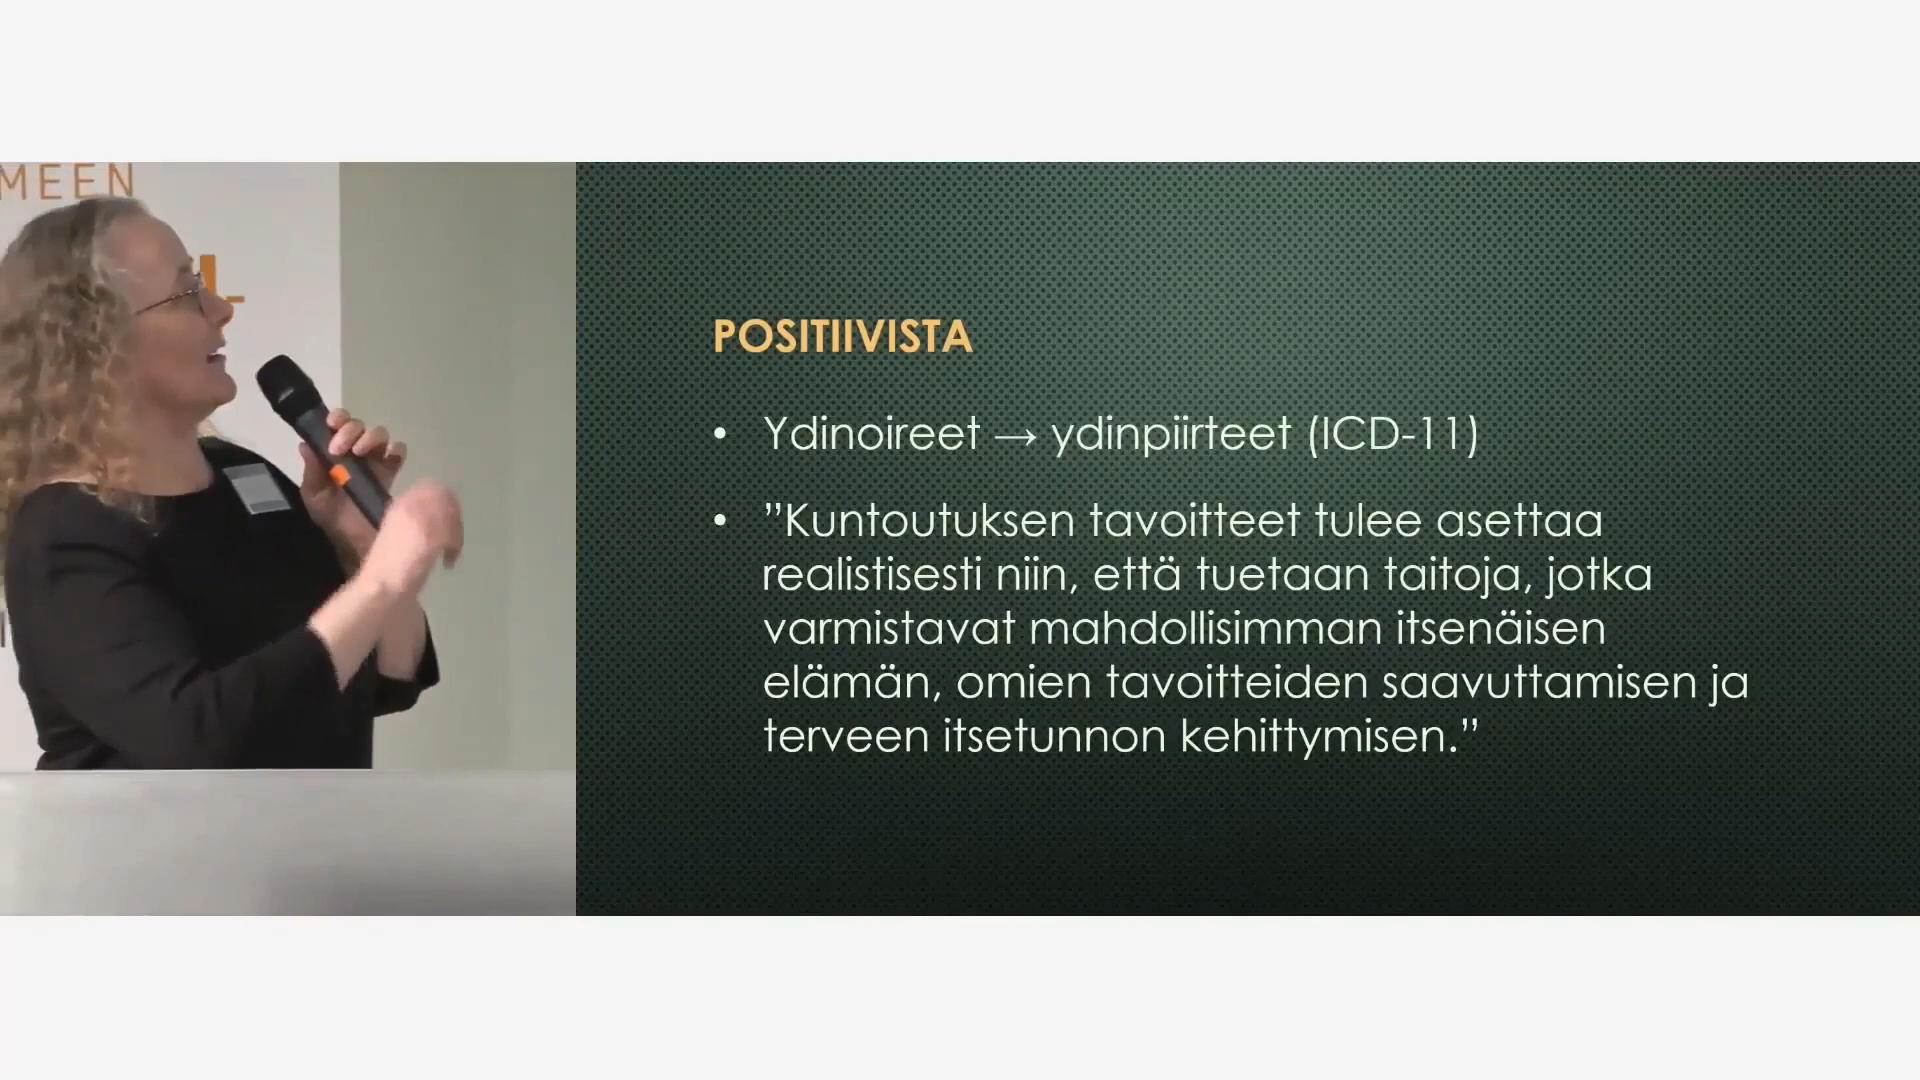 MEEN
POSITIIVISTA
• Ydinoireet → ydinpiirteet (ICD-11)
• ”Kuntoutuksen tavoitteet tulee asettaa
realistisesti niin, että tuetaan taitoja, jotka
varmistavat mahdollisimman itsenäisen
elämän, omien tavoitteiden saavuttamisen ja
terveen itsetunnon kehittymisen.”